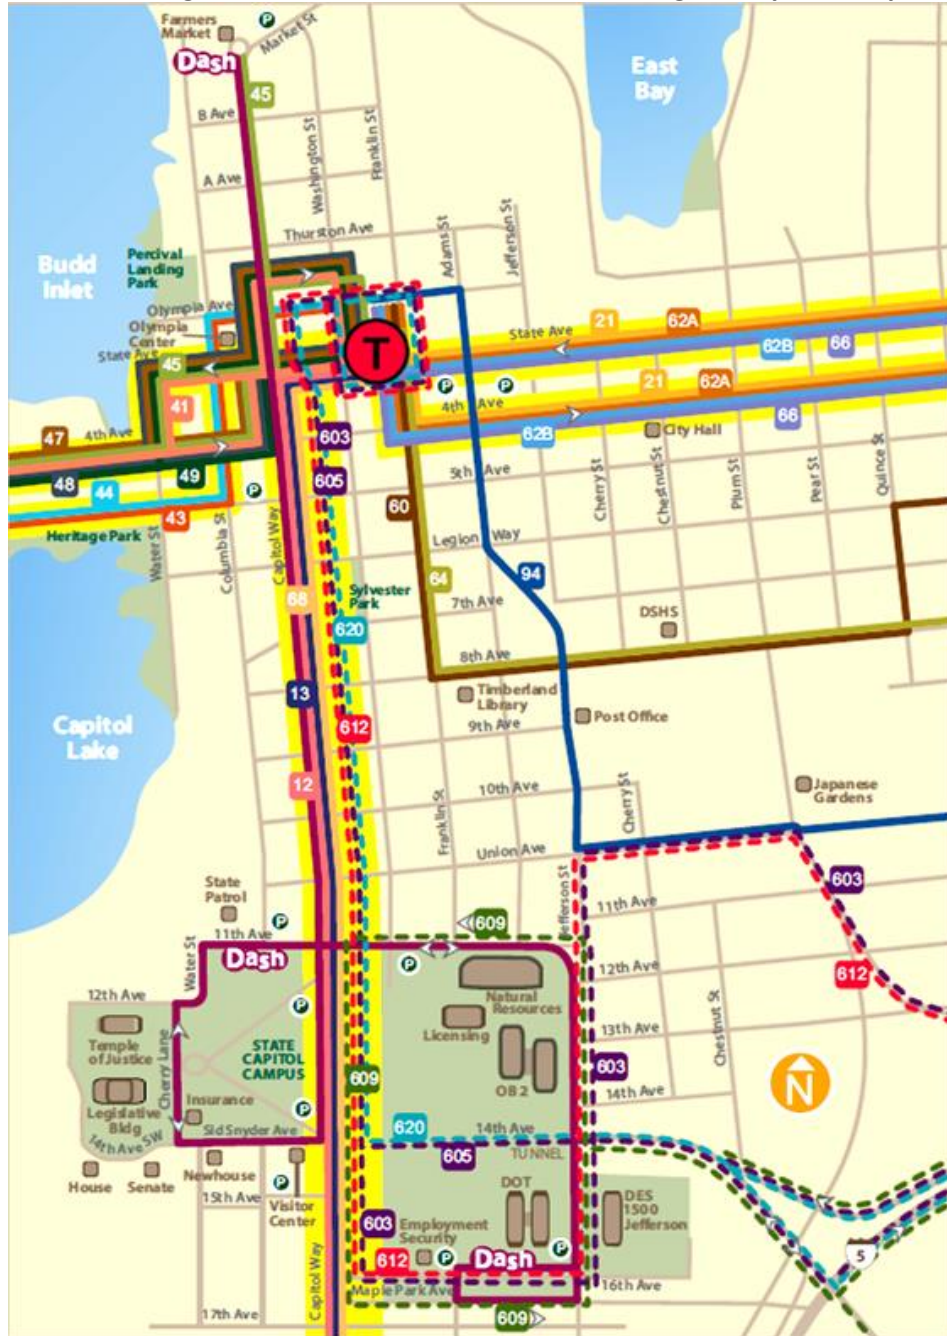 Farmers
Market
P
Market St
Dash
East
Bay
45
B Ave
Washington St
Franklin St
A Ave
Thurston Ave
Adams St
Jefferson St
Percival
Landing
Park
Budd
Inlet
Olympia Ave
Olympia
Center
State Ave
21
62A
State Ave
62B
66
T
45
41
P
P
21
62A
4th Ave
47
4th Ave
603
62B
66
City Hall
48
44
49
605
5th Ave
Cherry St
Chestnut St
Plum St
Pear St
Quince St
P
43
60
Heritage Park
Water St
Columbia St
Capitol Way
Legion Way
94
64
68
Sylvester
Park
7th Ave
620
DSHS
8th Ave
13
Timberland
Library
Capitol
Lake
612
9th Ave
Post Office
12
10th Ave
Cherry St
Japanese
Gardens
Franklin St
Union Ave
State
Patrol
Jefferson St
603
11th Ave
P
609
11th Ave
Water St
Dash
P
12th Ave
612
Natural
Resources
12th Ave
P
Licensing
13th Ave
Chestnut St
Temple
of Justice
STATE
CAPITOL
CAMPUS
Cherry Lane
OB 2
603
N
609
14th Ave
Legislative
Bldg
Insurance
P
14th Ave SW
Sid Snyder Ave
620
14th Ave
605
TUNNEL
House
Senate
Newhouse
P
DOT
15th Ave
Visitor
Center
603
Employment
Security
DES
1500
Jefferson
612
P
Dash
P
5
Capitol Way
Maple Park Ave
16th Ave
17th Ave
609